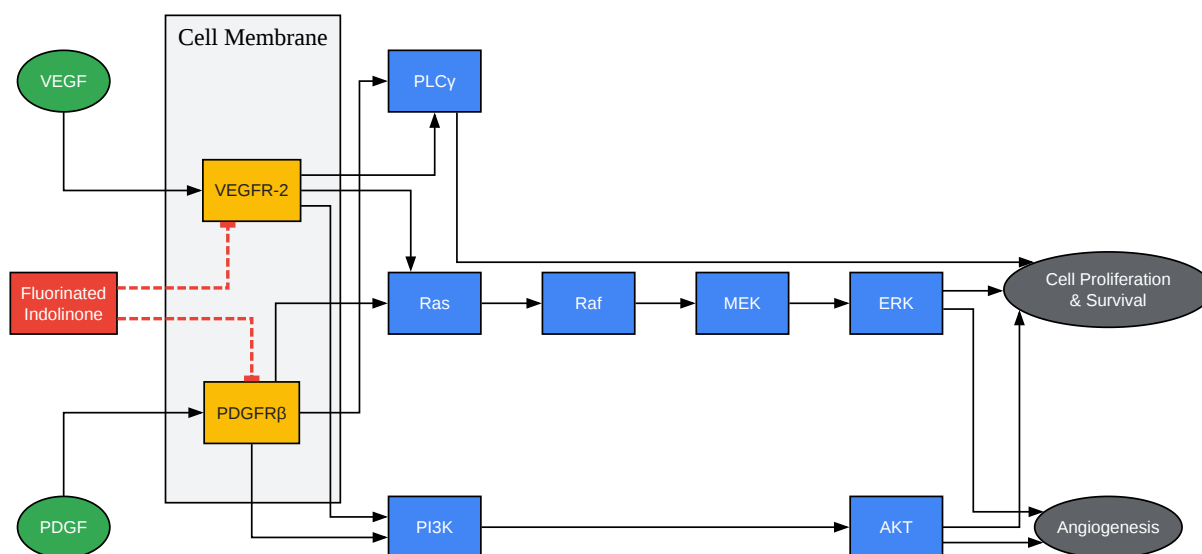 Cell Membrane
VEGF
PLCγ
VEGFR-2
Fluorinated
Indolinone
Ras
Raf
MEK
ERK
Cell Proliferation
& Survival
PDGFRβ
PDGF
PI3K
AKT
Angiogenesis